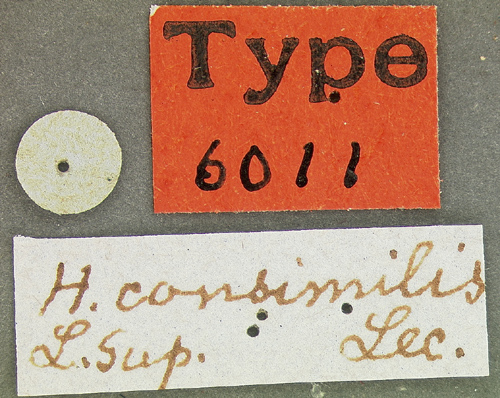 Type
6011
H. consimilis
L. Sup. Lec.